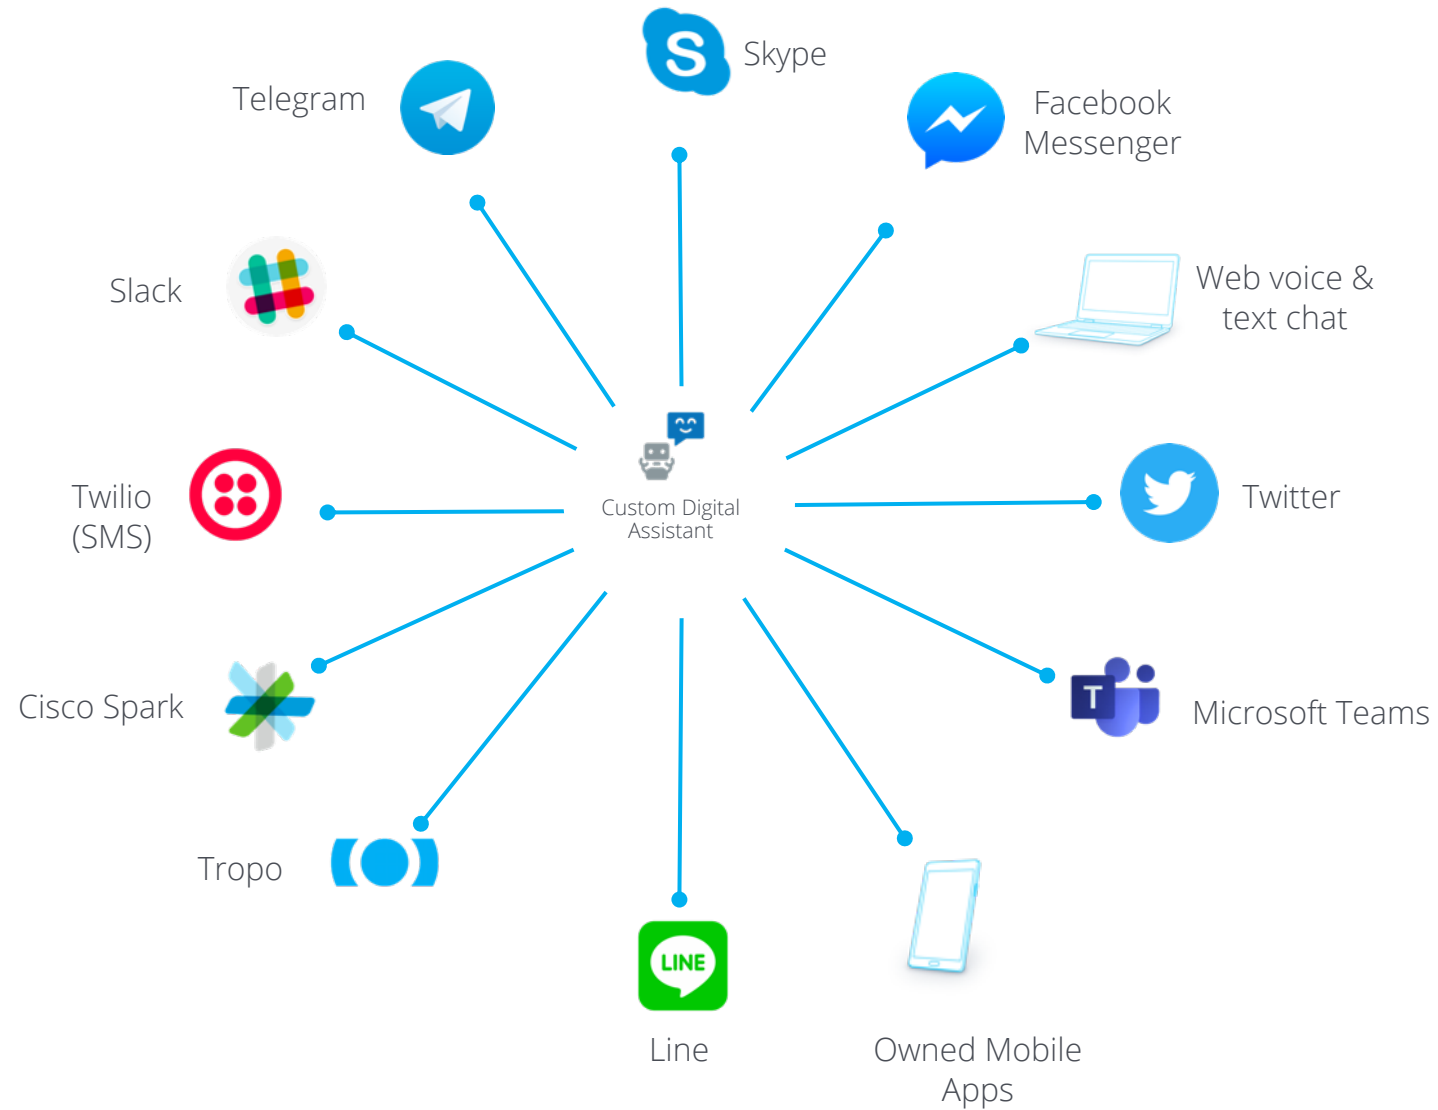 Skype
Telegram
Facebook
Messenger
Slack
Web voice &
text chat
Custom Digital
Assistant
Twilio
(SMS)
Twitter
Cisco Spark
T
Microsoft Teams
Tropo
LINE
Line
Owned Mobile
Apps